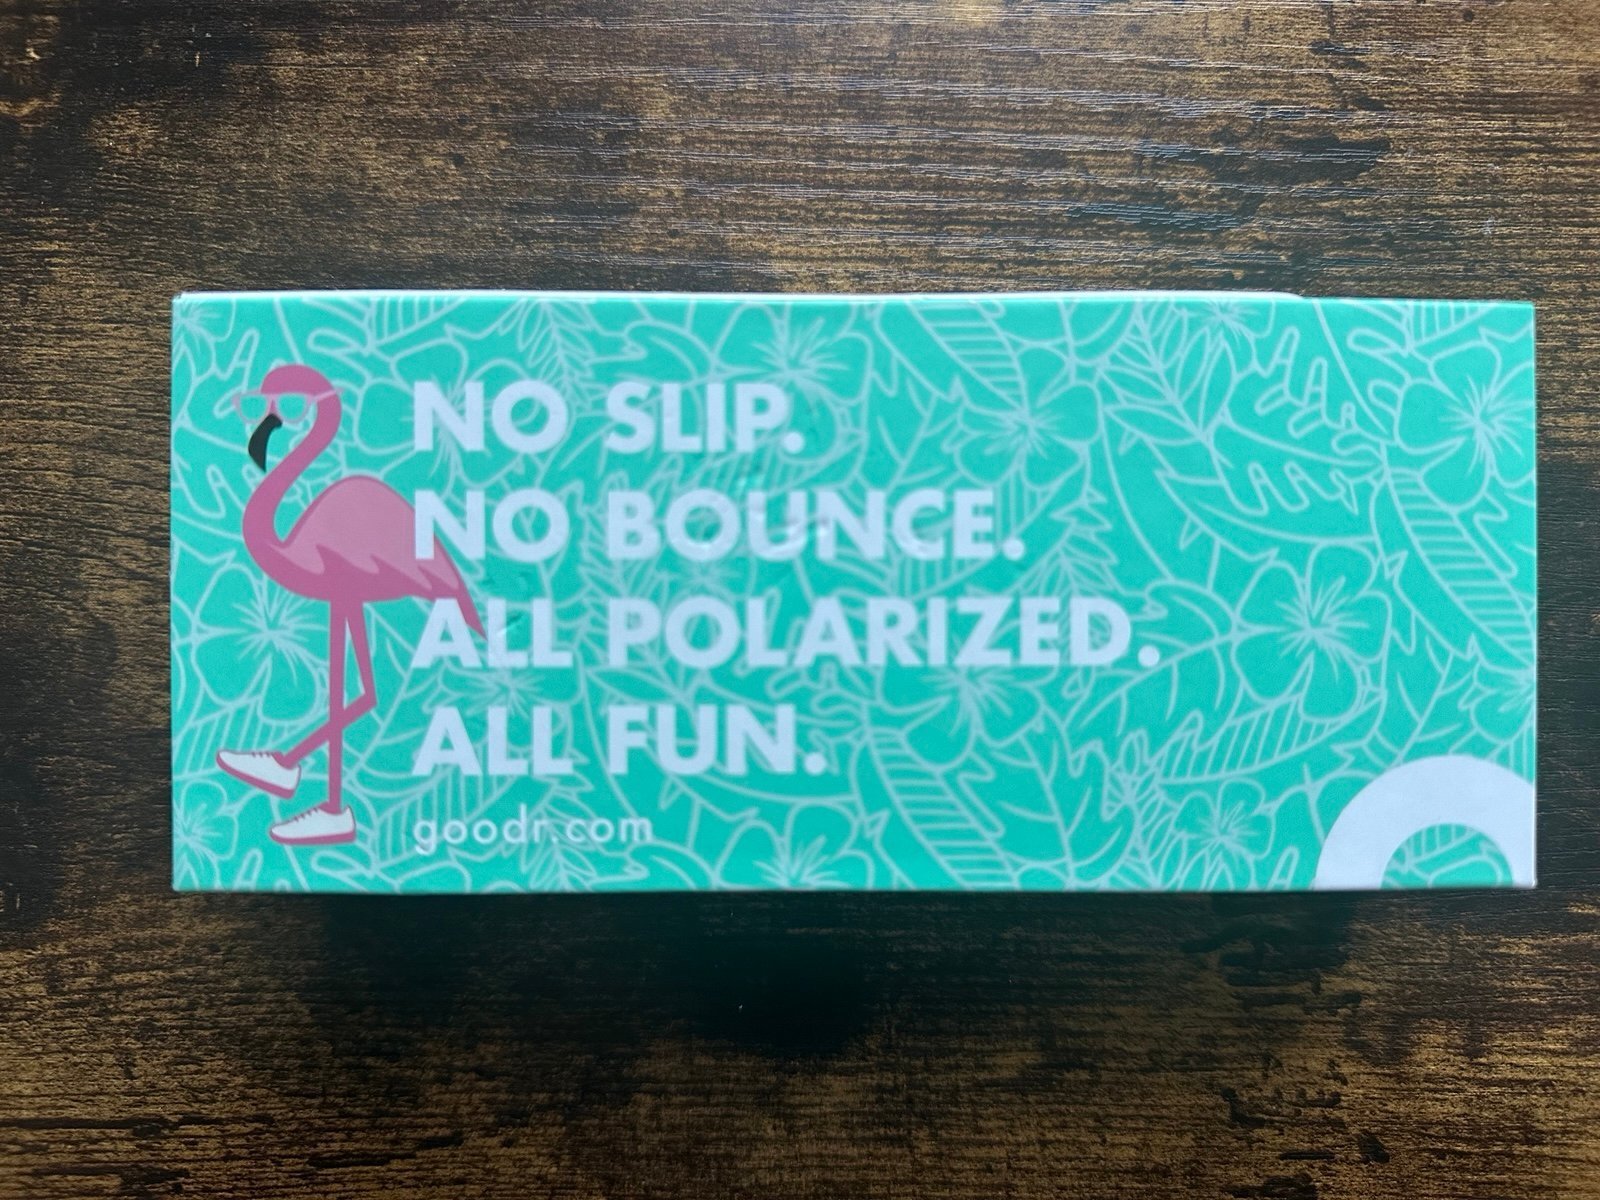 NO SLIP.
NO BOUNCE.
ALL POLARIZED.
ALL FUN.
goodr.com